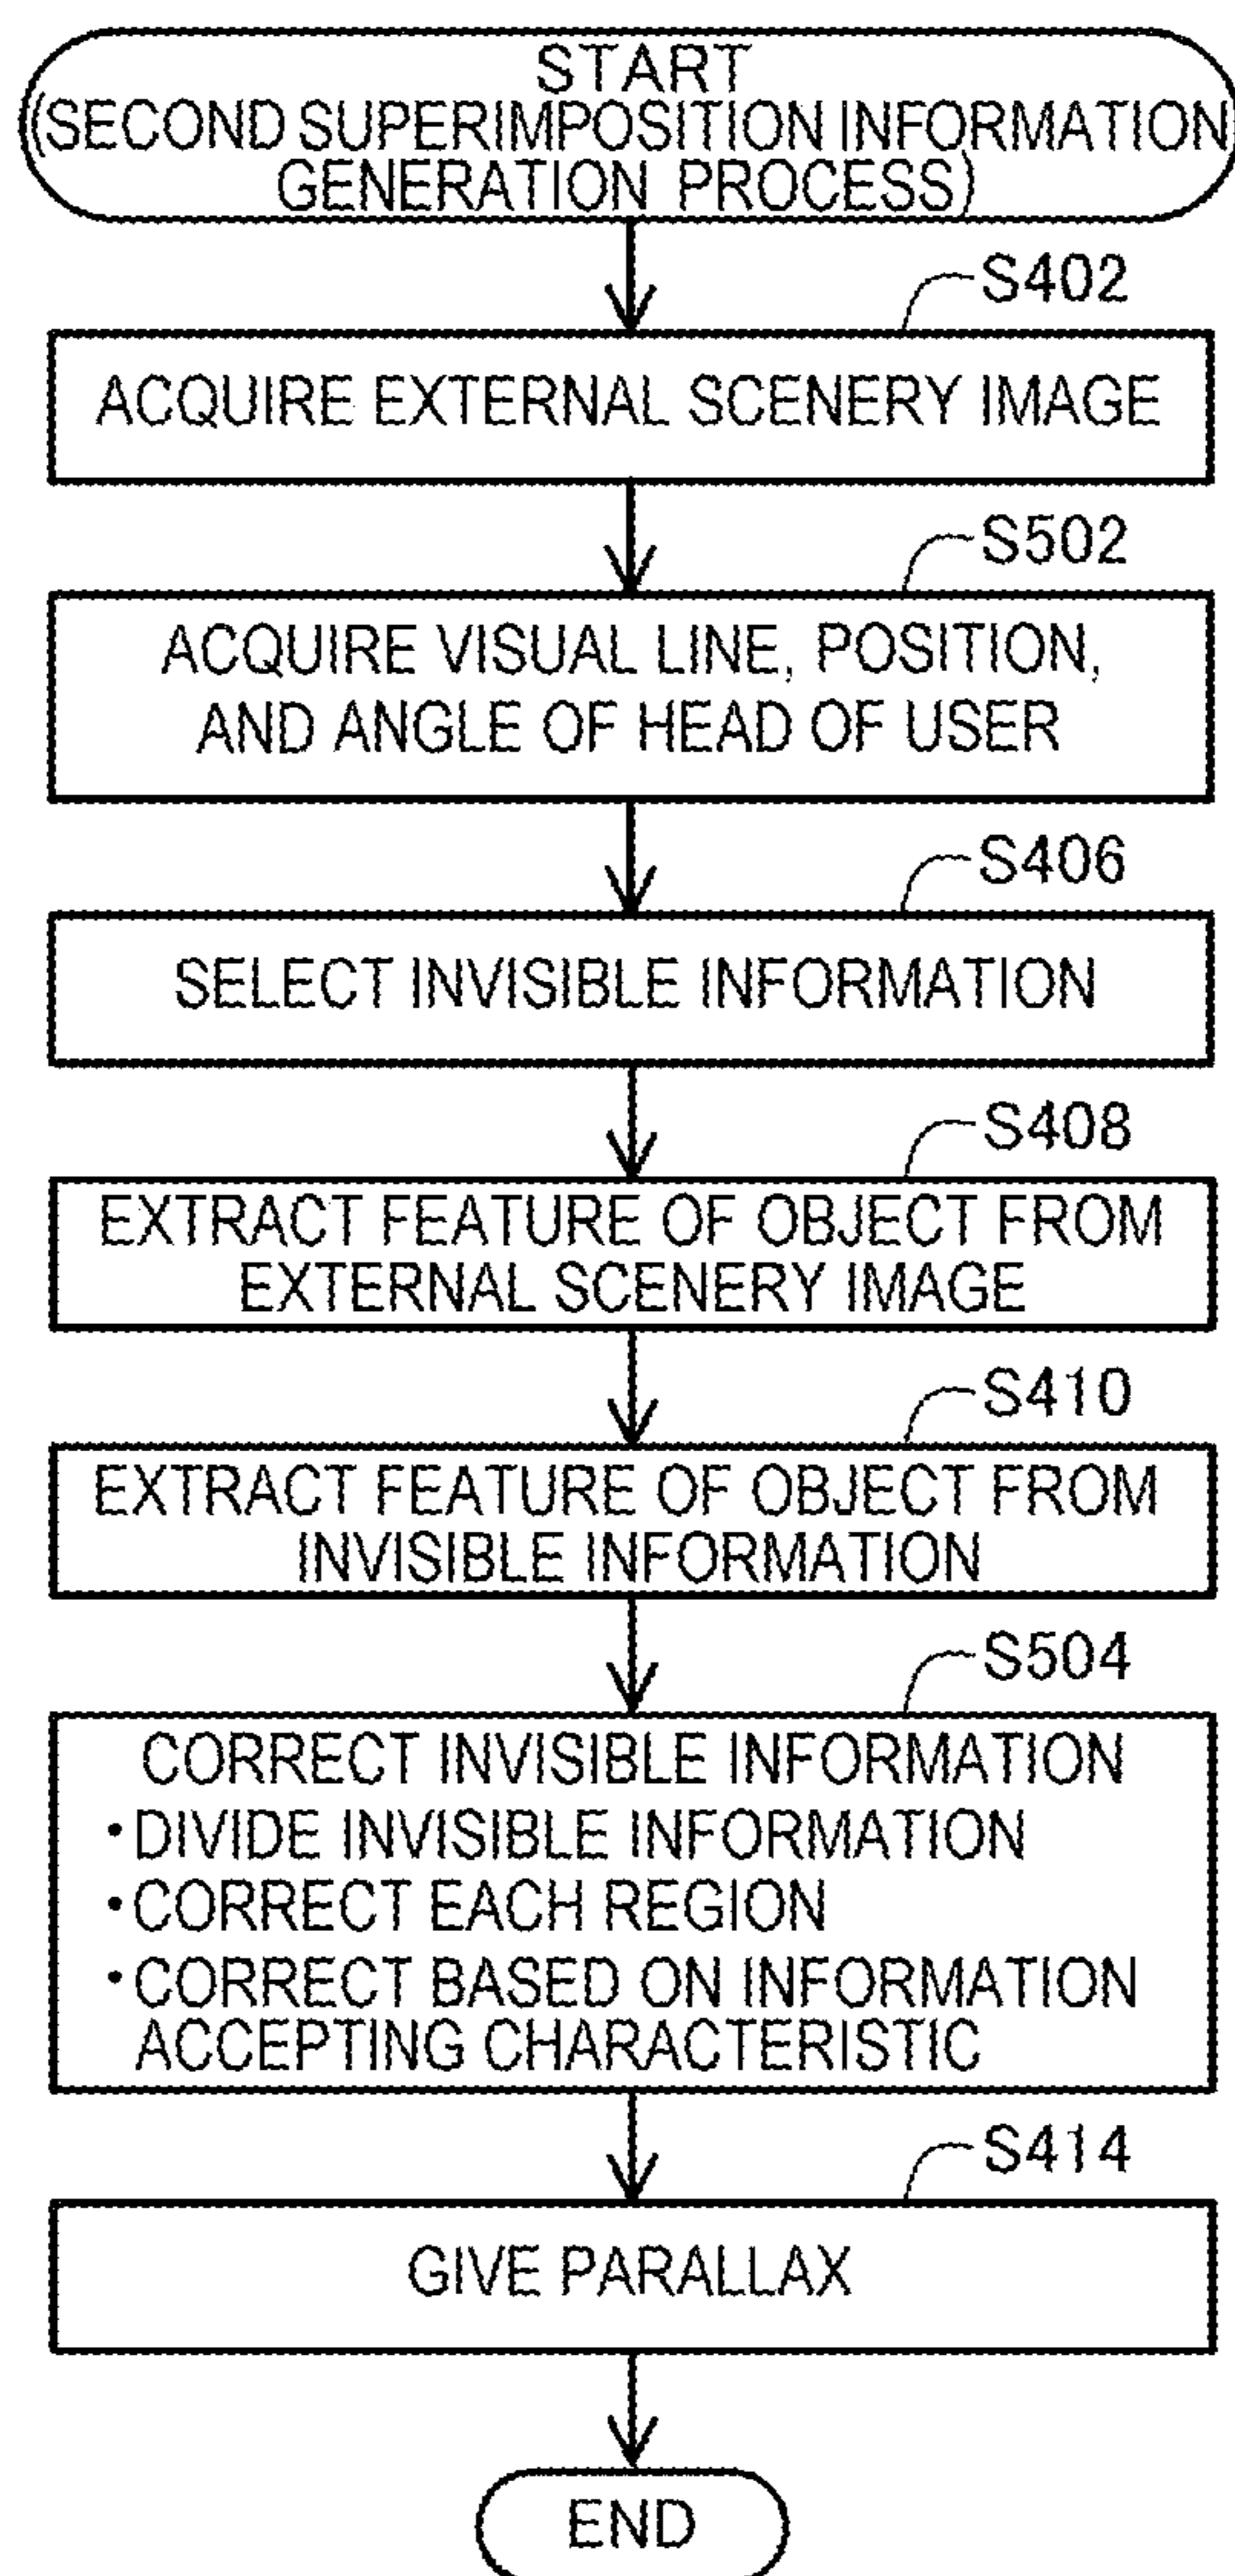 START
(SECOND SUPERIMPOSITION INFORMATION
GENERATION PROCESS)
S402
ACQUIRE EXTERNAL SCENERY IMAGE
S502
ACQUIRE VISUAL LINE, POSITION,
AND ANGLE OF HEAD OF USER
S406
SELECT INVISIBLE INFORMATION
S408
EXTRACT FEATURE OF OBJECT FROM
EXTERNAL SCENERY IMAGE
S410
EXTRACT FEATURE OF OBJECT FROM
INVISIBLE INFORMATION
S504
CORRECT INVISIBLE INFORMATION
・DIVIDE INVISIBLE INFORMATION
・CORRECT EACH REGION
・CORRECT BASED ON INFORMATION
ACCEPTING CHARACTERISTIC
S414
GIVE PARALLAX
END